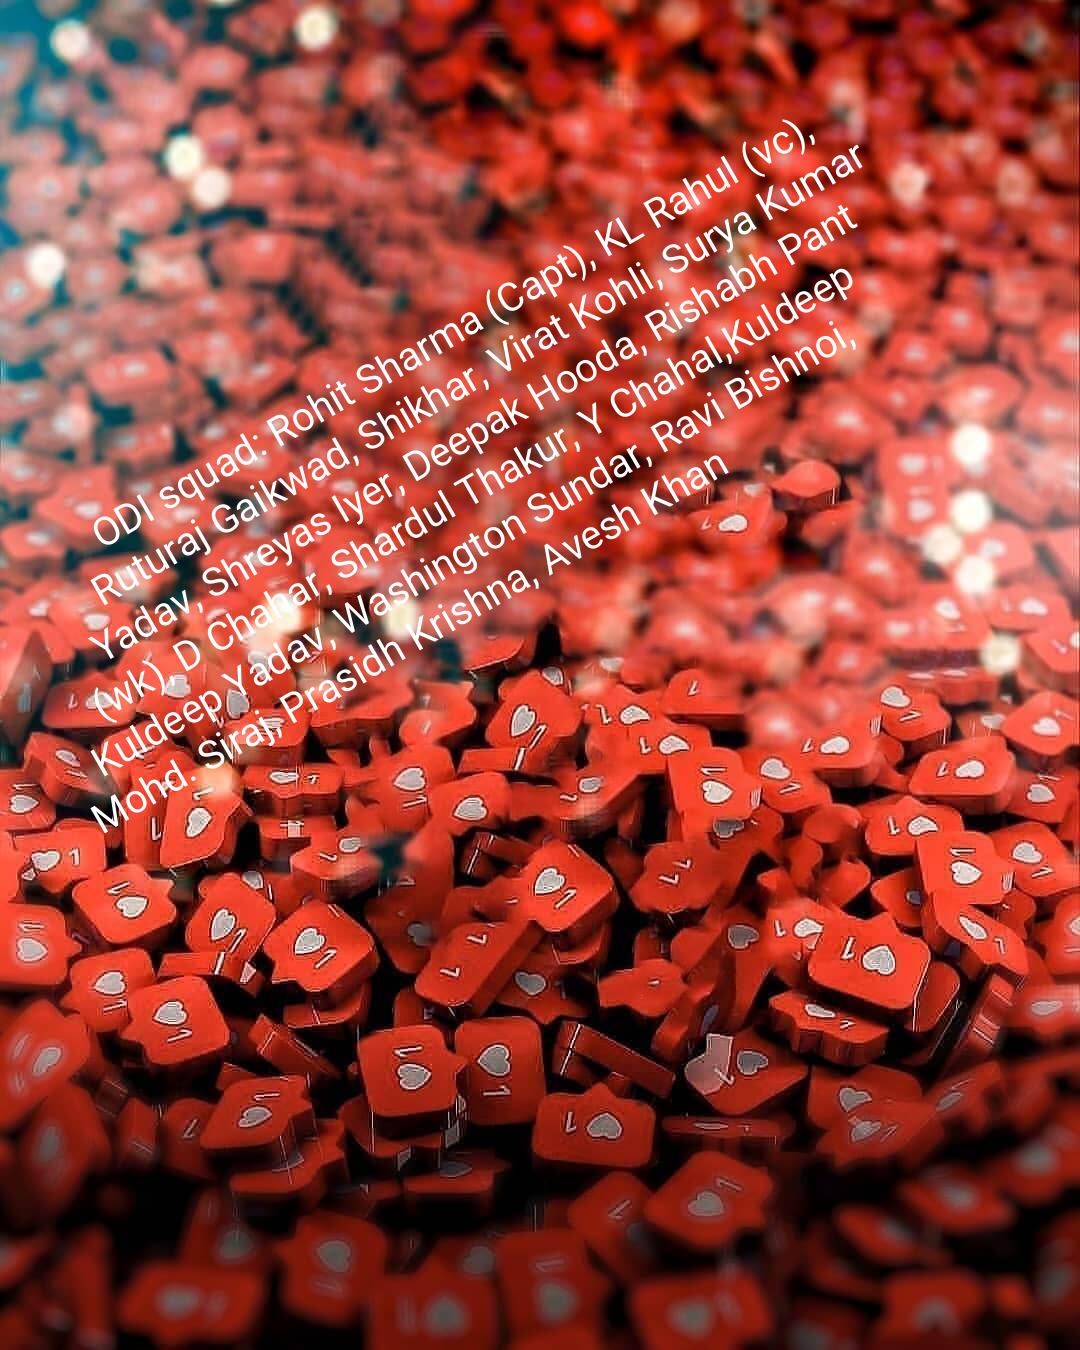 ODI squad: Rohit Sharma (Capt), KL Rahul (vc),
Ruturaj Gaikwad, Shikhar, Virat Kohli, Surya Kumar
Yadav, Shreyas Iyer, Deepak Hooda, Rishabh Pant
(wk), D Chahar, Shardul Thakur, Y Chahal,Kuldeep
Kuldeep Yadav, Washington Sundar, Ravi Bishnoi,
Mohd. Siraj, Prasidh Krishna, Avesh Khan